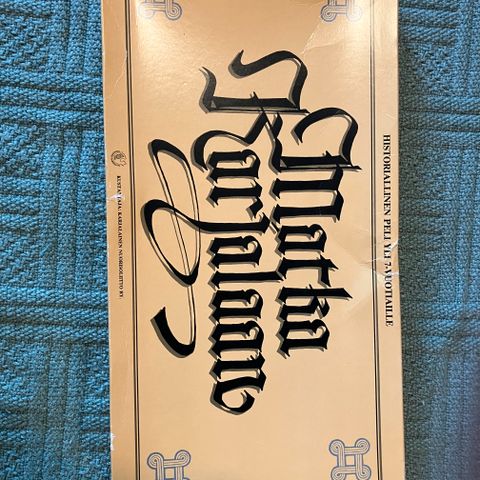 HISTORIALLINEN PELI YLI 7-VUOTIAILLE
Matka
Karjalaan
KUSTANTAJA: KARJALAINEN NUORISOLIITTO RY.